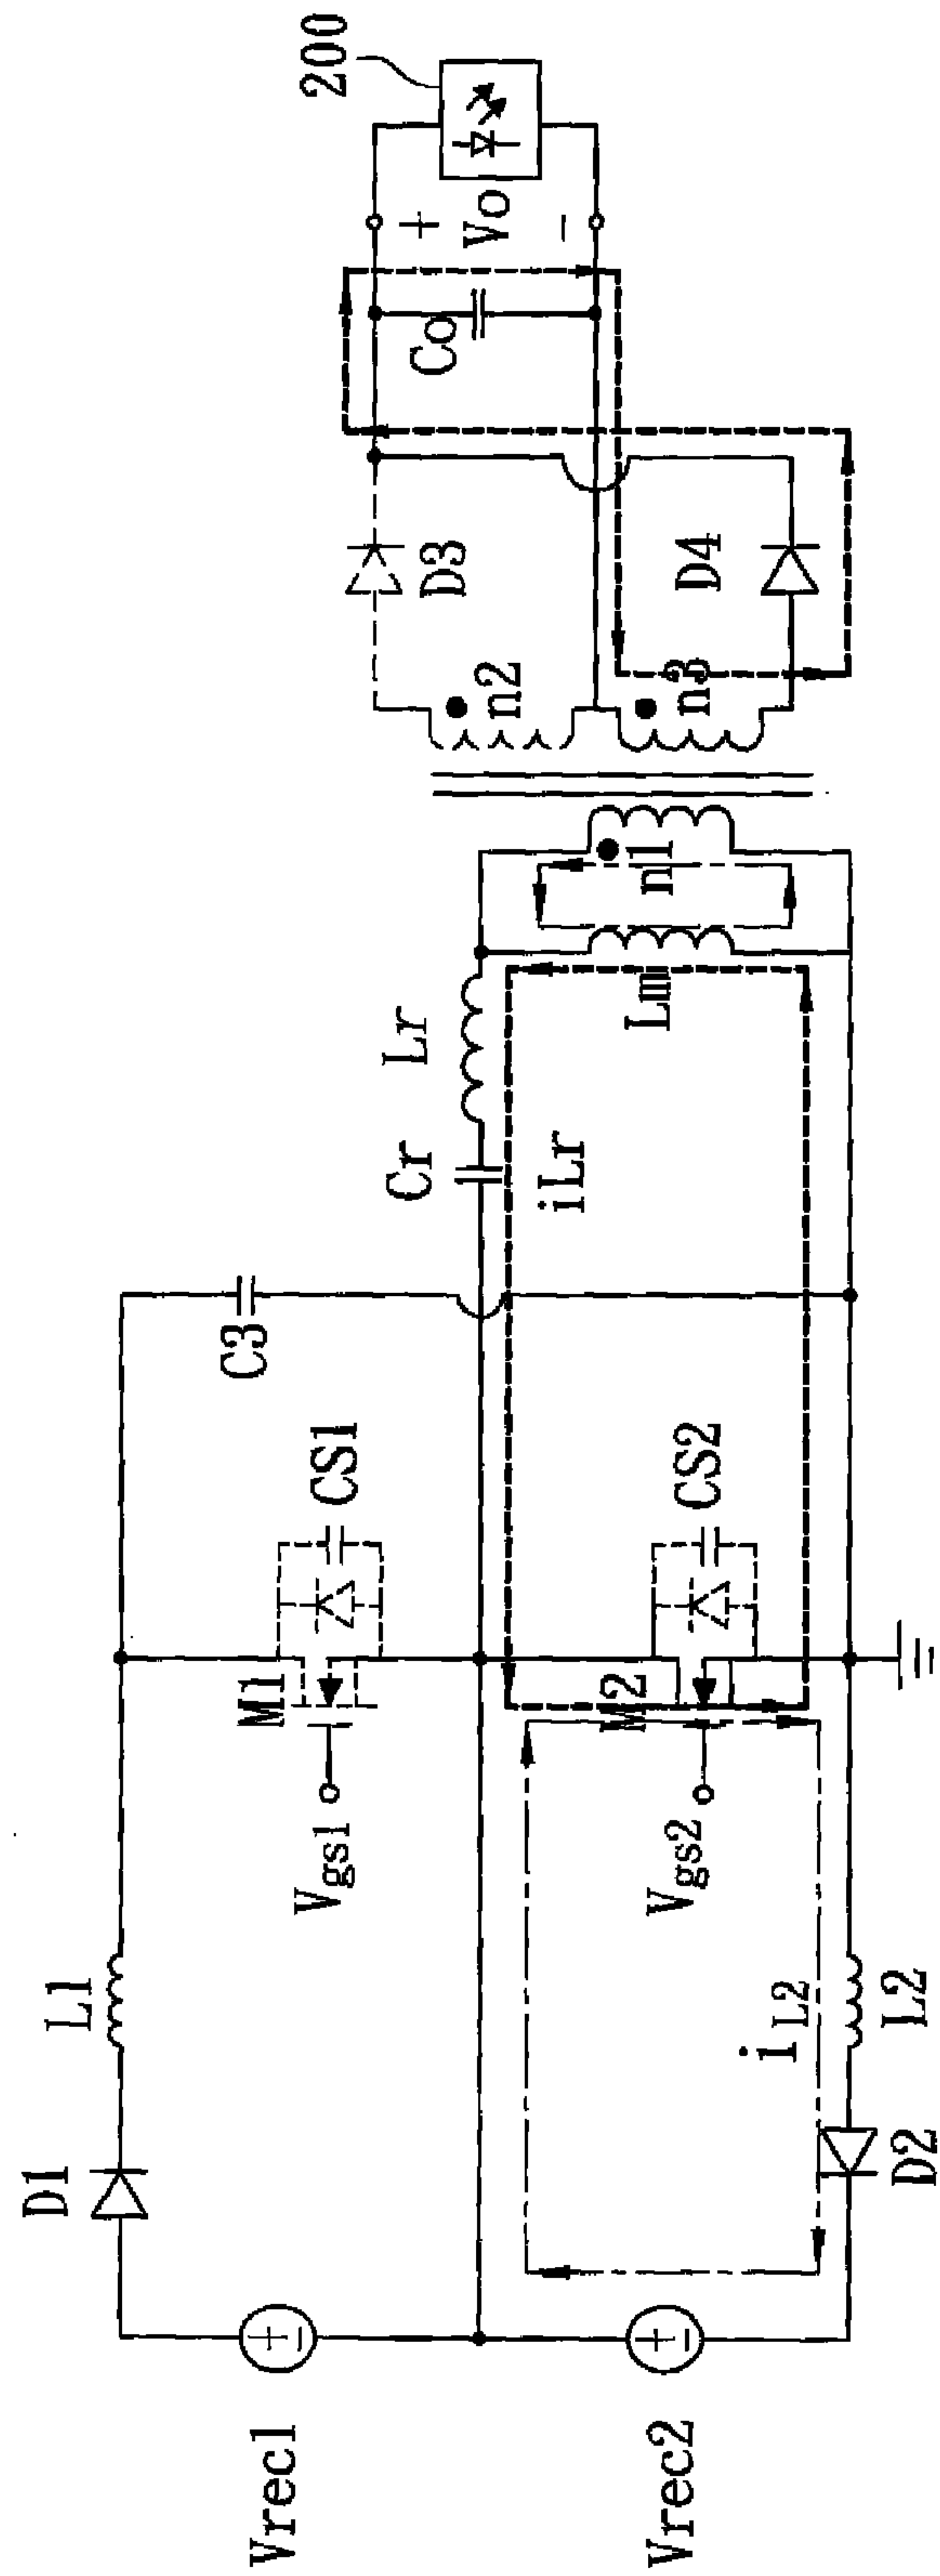 Vrec1
Vrec2
D1
L1
Vgs1
M1
CS1
C3
D2
L2
iL2
Vgs2
M2
CS2
Cr
Lr
iLr
Lm
n1
n2
n3
D3
D4
Co
+
Vo
-
200